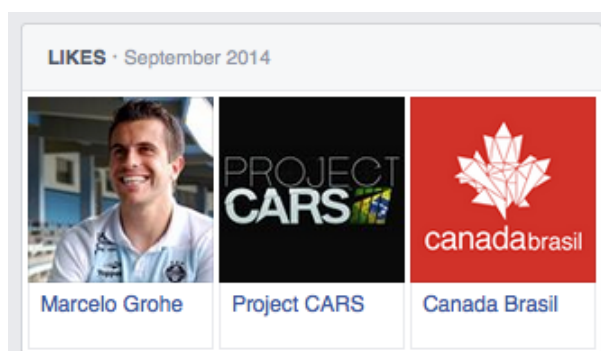 LIKES · September 2014
PROJECT
CARS
canadabrasil
Marcelo Grohe
Project CARS
Canada Brasil